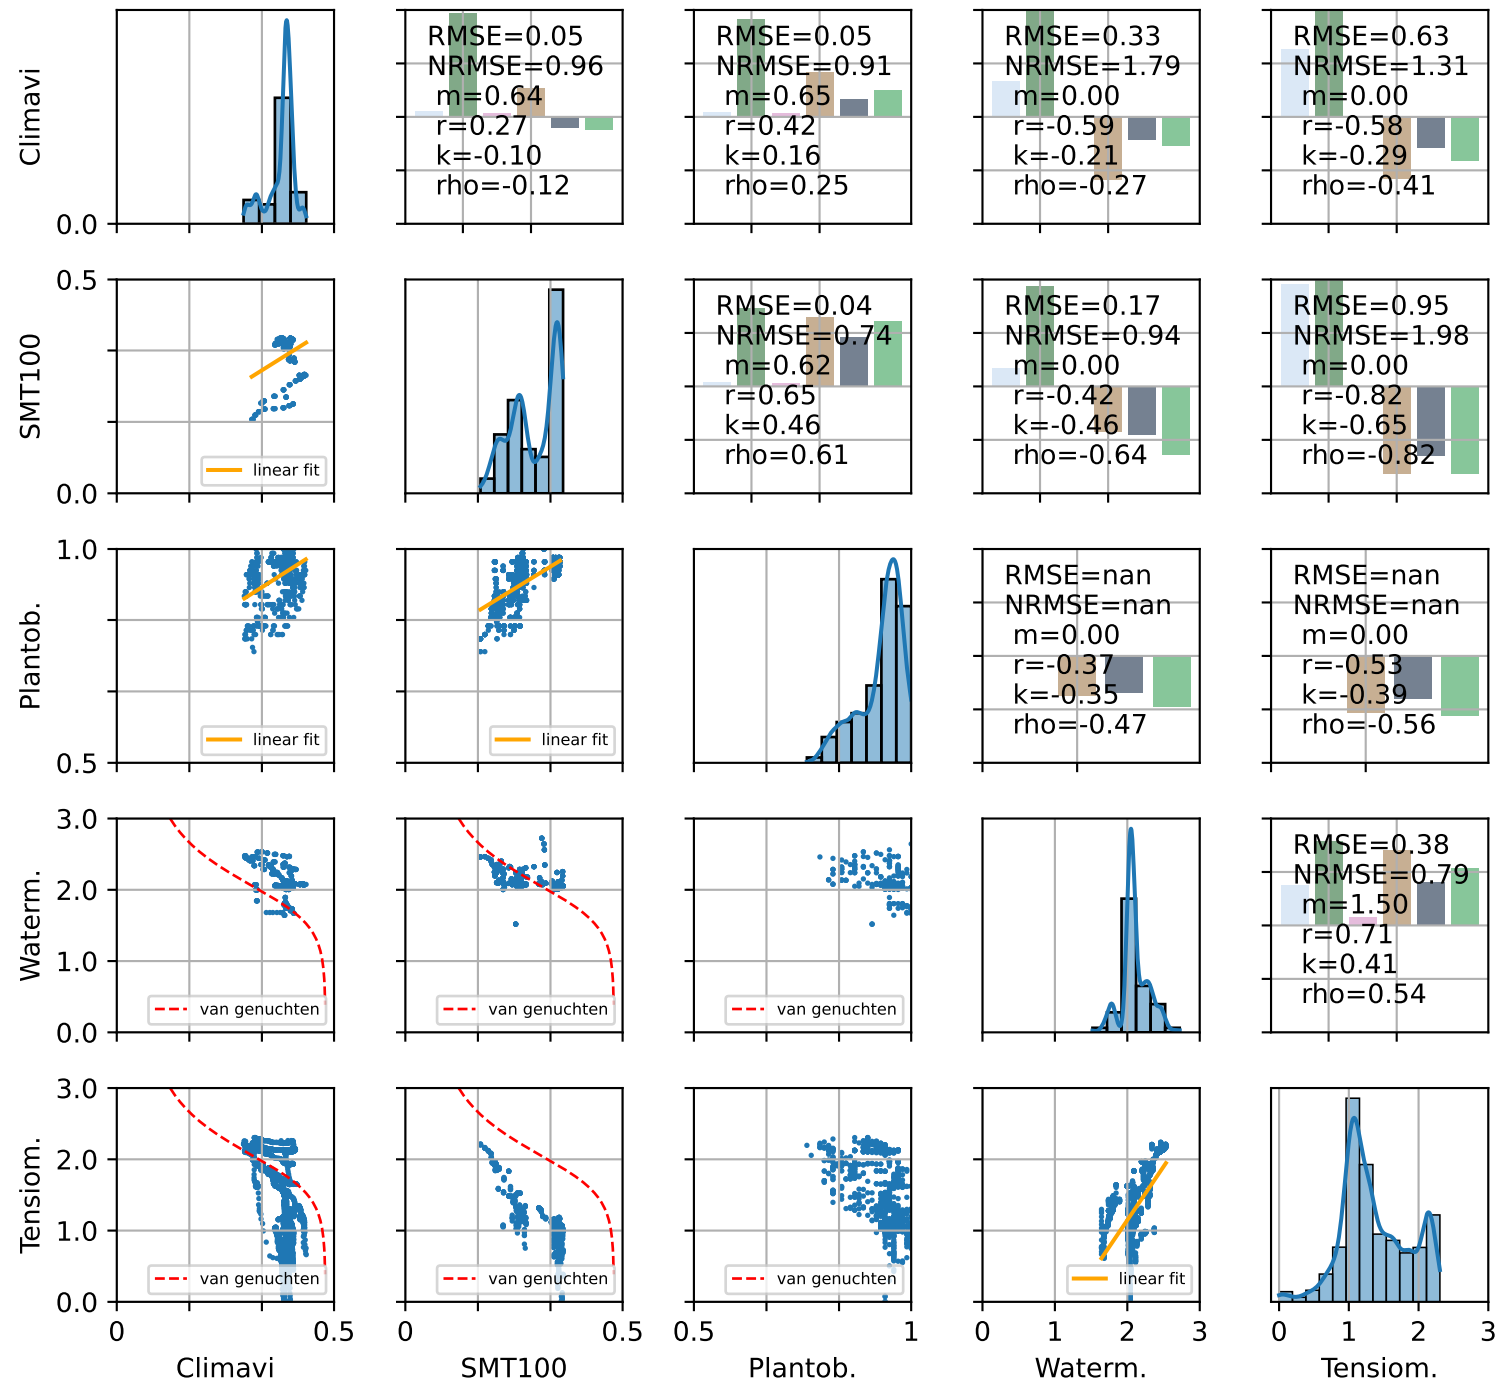 Climavi
0.0
RMSE=0.05
NRMSE=0.96
m=0.64
r=0.27
k=-0.10
rho=-0.12
RMSE=0.05
NRMSE=0.91
m=0.65
r=0.42
k=0.16
rho=0.25
RMSE=0.33
NRMSE=1.79
m=0.00
r=-0.59
k=-0.21
rho=-0.27
RMSE=0.63
NRMSE=1.31
m=0.00
r=-0.58
k=-0.29
rho=-0.41
SMT100
0.5
0.0
linear fit
RMSE=0.04
NRMSE=0.74
m=0.62
r=0.65
k=0.46
rho=0.61
RMSE=0.17
NRMSE=0.94
m=0.00
r=-0.42
k=-0.46
rho=-0.64
RMSE=0.95
NRMSE=1.98
m=0.00
r=-0.82
k=-0.65
rho=-0.82
Plantob.
1.0
0.5
linear fit
linear fit
RMSE=nan
NRMSE=nan
m=0.00
r=-0.37
k=-0.35
rho=-0.47
RMSE=nan
NRMSE=nan
m=0.00
r=-0.53
k=-0.39
rho=-0.56
Waterm.
3.0
2.0
1.0
0.0
van genuchten
van genuchten
van genuchten
RMSE=0.38
NRMSE=0.79
m=1.50
r=0.71
k=0.41
rho=0.54
Tensiom.
3.0
2.0
1.0
0.0
van genuchten
van genuchten
van genuchten
linear fit
0 0.5 0 0.5 0.5 1 0 1 2 3 0 1 2 3
Climavi SMT100 Plantob. Waterm. Tensiom.